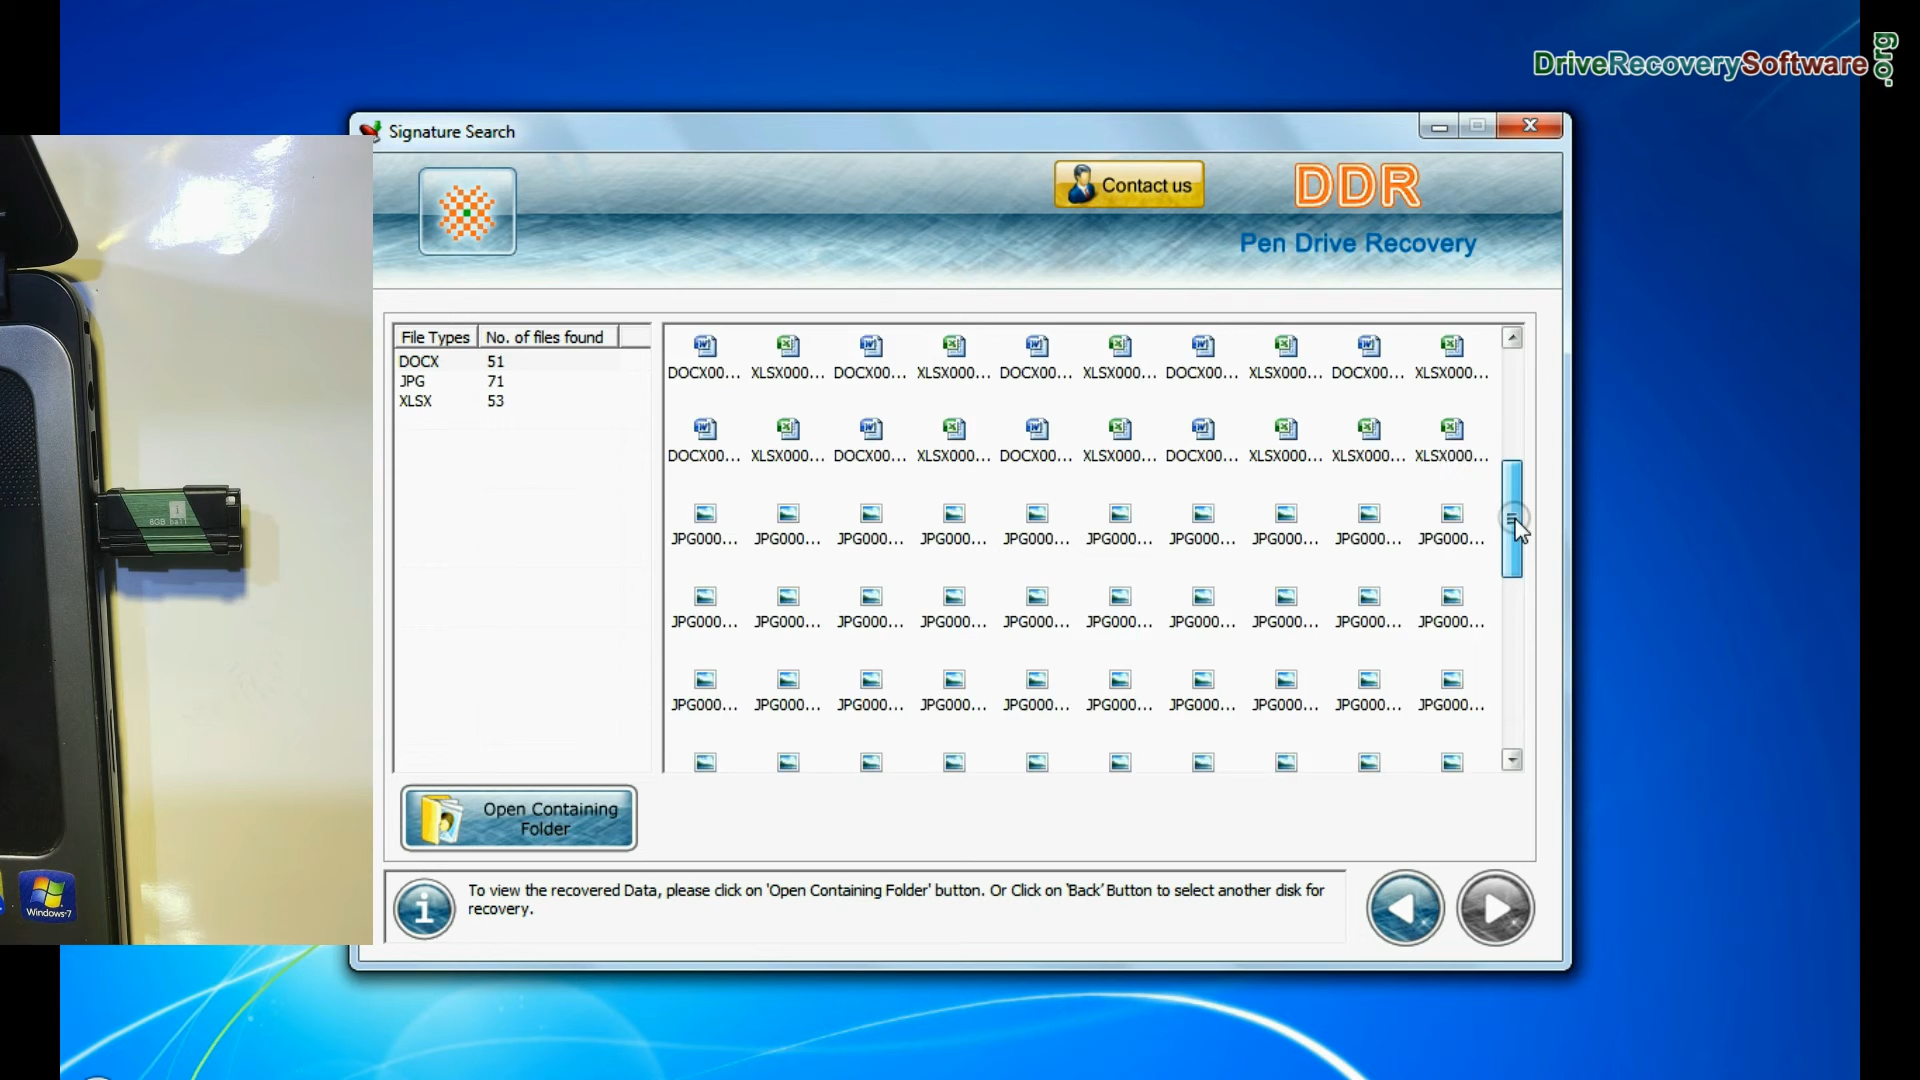 DriveRecoverySoftware.org
Signature Search
Contact us
DDR
Pen Drive Recovery
File Types No. of files found
DOCX 51
JPG 71
XLSX 53
DOCX00... XLSX000... DOCX00... XLSX000... DOCX00... XLSX000... DOCX00... XLSX000... DOCX00... XLSX000...
DOCX00... XLSX000... DOCX00... XLSX000... DOCX00... XLSX000... DOCX00... XLSX000... XLSX000... XLSX000...
JPG000... JPG000... JPG000... JPG000... JPG000... JPG000... JPG000... JPG000... JPG000... JPG000...
JPG000... JPG000... JPG000... JPG000... JPG000... JPG000... JPG000... JPG000... JPG000... JPG000...
JPG000... JPG000... JPG000... JPG000... JPG000... JPG000... JPG000... JPG000... JPG000... JPG000...
8GB ball
Open Containing
Folder
To view the recovered Data, please click on 'Open Containing Folder' button. Or Click on 'Back' Button to select another disk for
recovery.
Windows7